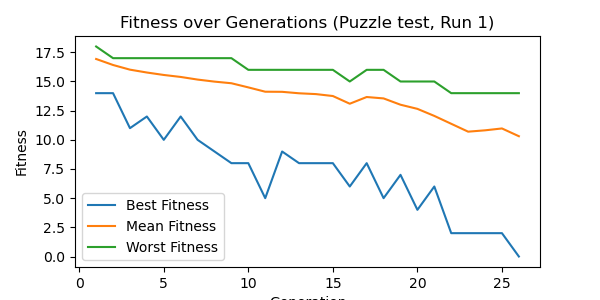 Fitness over Generations (Puzzle test, Run 1)
Fitness
17.5
15.0
12.5
10.0
7.5
5.0
2.5
0.0
Best Fitness
Mean Fitness
Worst Fitness
0 5 10 15 20 25
Generation